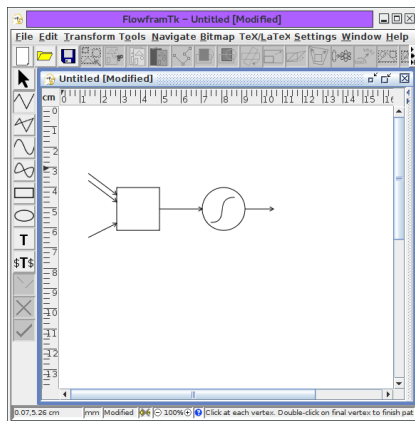 FlowframTk – Untitled [Modified]
File Edit Transform Tools Navigate Bitmap TeX/LaTeX Settings Window Help
Untitled [Modified]
cm 0 1 2 3 4 5 6 7 8 9 10 11 12 13 14 15 16
0
1
2
3
4
5
6
7
8
9
10
11
12
13
T
$T$
0.07,5.26 cm mm Modified 100% Click at each vertex. Double-click on final vertex to finish pat